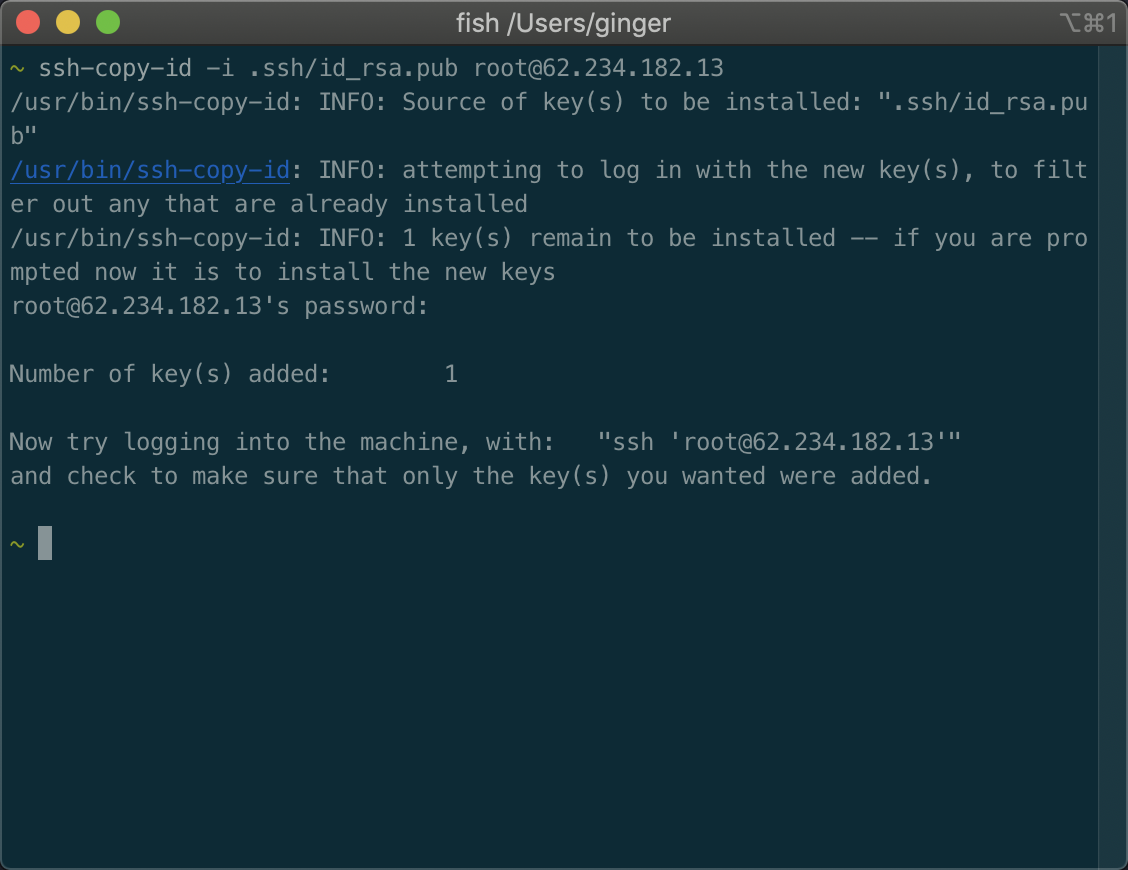 fish /Users/ginger
⌥⌘1
~ ssh-copy-id -i .ssh/id_rsa.pub root@62.234.182.13
/usr/bin/ssh-copy-id: INFO: Source of key(s) to be installed: ".ssh/id_rsa.pu
b"
/usr/bin/ssh-copy-id: INFO: attempting to log in with the new key(s), to filt
er out any that are already installed
/usr/bin/ssh-copy-id: INFO: 1 key(s) remain to be installed -- if you are pro
mpted now it is to install the new keys
root@62.234.182.13's password:
Number of key(s) added:        1
Now try logging into the machine, with:   "ssh 'root@62.234.182.13'"
and check to make sure that only the key(s) you wanted were added.
~